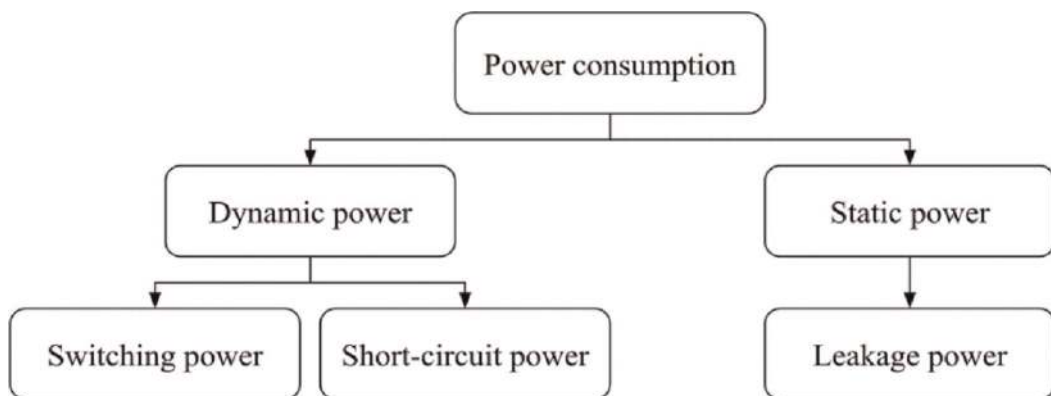 Power consumption
Dynamic power
Static power
Switching power
Short-circuit power
Leakage power